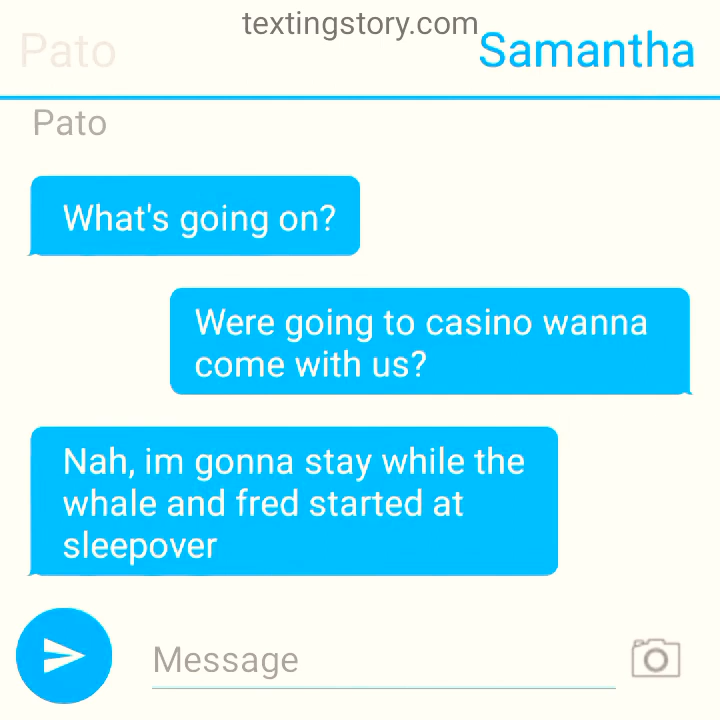 textingstory.com
Pato
Samantha
Pato
What's going on?
Were going to casino wanna
come with us?
Nah, im gonna stay while the
whale and fred started at
sleepover
Message